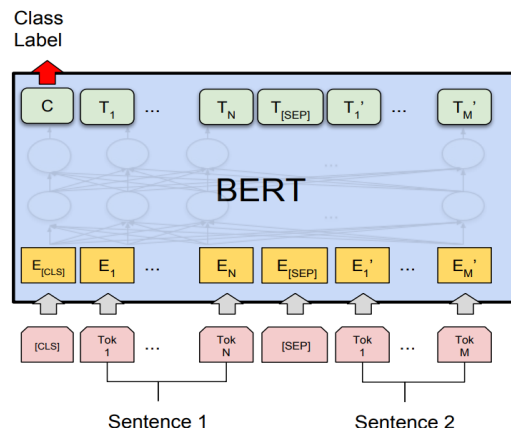 Class
Label
C T1 ... TN T[SEP] T1' ... TM'
...
BERT
...
E[CLS] E1 ... EN E[SEP] E1' ... EM'
[CLS] Tok 1 ... Tok N [SEP] Tok 1 ... Tok M
Sentence 1 Sentence 2